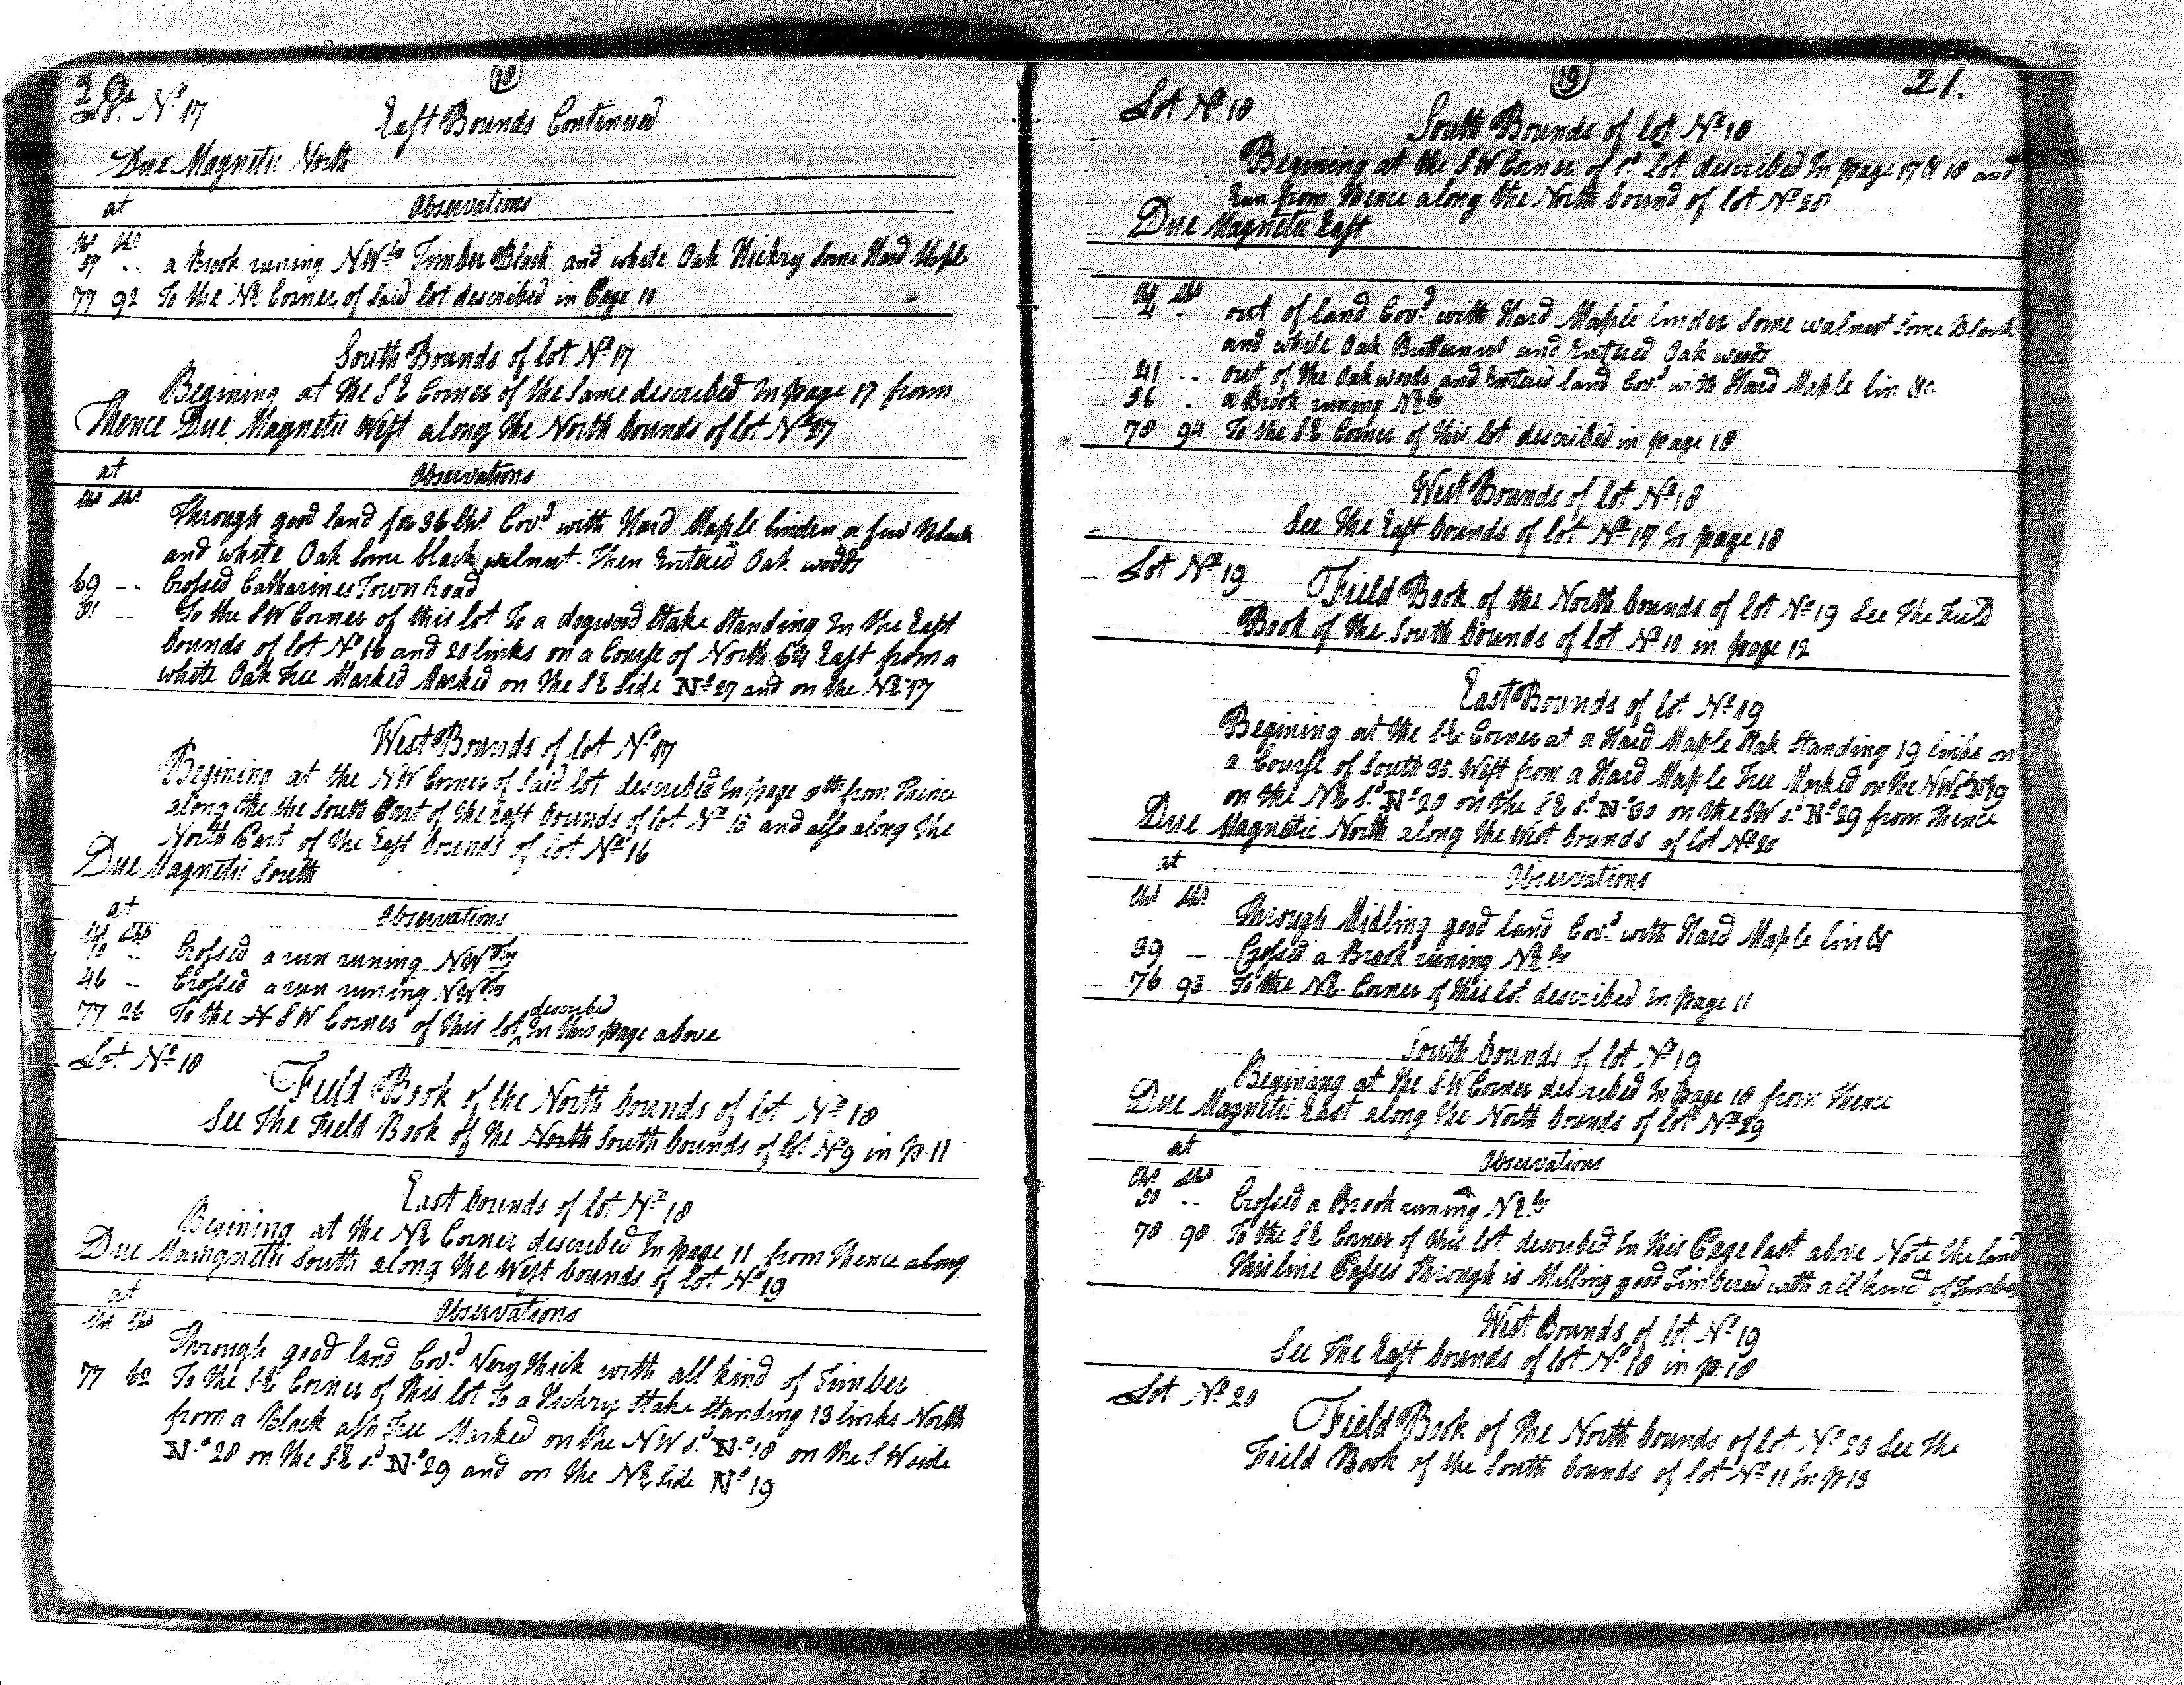 20
(18)
Lot No 17
East Bounds Continued
Due Magnetic North
at Observations
Chs Lks
57 .. a Brook runing NWly Timber Black and white Oak Hickry Some Hard Maple
77 92 To the NE Corner of Said lot described in Page 10
South Bounds of lot No 17
Begining at the SE Corner of the Same described In page 17 from
Thence Due Magnetic West along the North bounds of lot No 27
at Observations
Chs Lks
Through good land for 36 Chs Covd with Hard Maple linden a few Black
and white Oak Some black walnut. Then Entered Oak woods
69 -- Crossed Catharines Town Road
81 -- To the SW Corner of this lot To a dogwood Stake Standing In the East
bounds of lot No 16 and 20 links on a Course of North 64 East from a
white Oak Tree Marked Marked on the SE Side No 27 and on the NE 17
West Bounds of lot No 17
Begining at the NW Corner of Said lot described In page 9th from Thence
along the the South Part of the East bounds of lot No 15 and also along the
North Part of the East bounds of lot No 16
Due Magnetic South
at Observations
Chs Lks
18 .. Crossed a run runing NWly
46 .. Crossed a run runing NWly
described
77 26 To the N SW Corner of this lot ^ In this page above
Lot No 18
Field Book of the North bounds of lot No 18
See The Field Book of the North South bounds of lot No 9 in p 11
East bounds of lot No 18
Begining at the NE Corner described In page 11 from Thence along
Due Mamgnetic South along the West bounds of lot No 19
at Observations
Chs Lks
Through good land Covd Very thick with all kind of Timber
77 62 To the SE Corner of this lot To a Hickry Stake Standing 13 links North
from a Black ash Tree Marked on the NW sd No 18 on the SW side
No 28 on the SE sd No 29 and on the NE Side No 19
(19)
21.
Lot No 18
South Bounds of lot No 18
Begining at the SW Corner of sd Lot described In page 17 & 18 and
Run from Thence along the North bound of lot No 28
Due Magnetic East
Chs Lks
4 - out of land Covd with Hard Maple linden Some walnut Some Black
and white Oak Butternut and Entered Oak woods
41 .. out of the Oak woods and Entered land Covd with Hard Maple lin &c
56 . a Brook runing NEly
78 94 To the SE Corner of this lot described in page 18
West Bounds of lot No 18
See The East bounds of lot No 17 In page 18
Lot No 19
Field Book of the North bounds of lot No 19 See The Field
Book of the South bounds of lot No 10 in page 12
East Bounds of lot No 19
Begining at the SE Corner at a Hard Maple Stak Standing 19 links on
a Course of South 35 West from a Hard Maple Tree Marked on the NW sd No 19
on the NE sd No 20 on the SE sd No 30 on the SW sd No 29 from Thence
Due Magnetic North along the West bounds of lot No 20
at Observations
Chs Lks
Through Midling good land Covd with Hard Maple lin &
39 -- Crossed a Brook runing NEly
76 93 To the NE Corner of this lot described In page 11
South bounds of lot No 19
Begining at the SW Corner described In page 18 from Thence
Due Magnetic East along the North bounds of lot No 29
at Observations
Chs Lks
50 .. Crossed a Brook runing NEly
78 90 To the SE Corner of this lot described In this Page last above Note the land
this line Passes through is Midling good Timbered with all kind of Timber
West Bounds of lot No 19
See The East bounds of lot No 18 in p. 18
Lot No 20
Field Book of the North bounds of lot No 20 See The
Field Book of the South bounds of lot No 11 In p 13